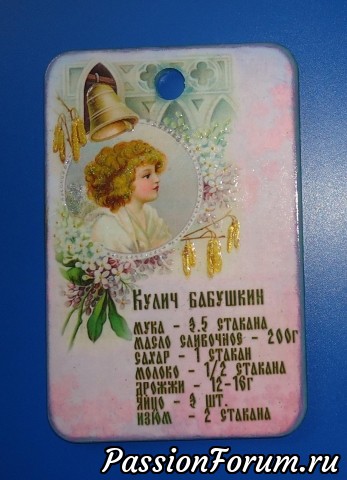 Кулич бабушкин
мука - 3.5 стакана
масло сливочное - 200г
сахар - 1 стакан
молоко - 1/2 стакана
дрожжи - 12-16г
яйцо - 3 шт.
изюм - 2 стакана
PassionForum.ru